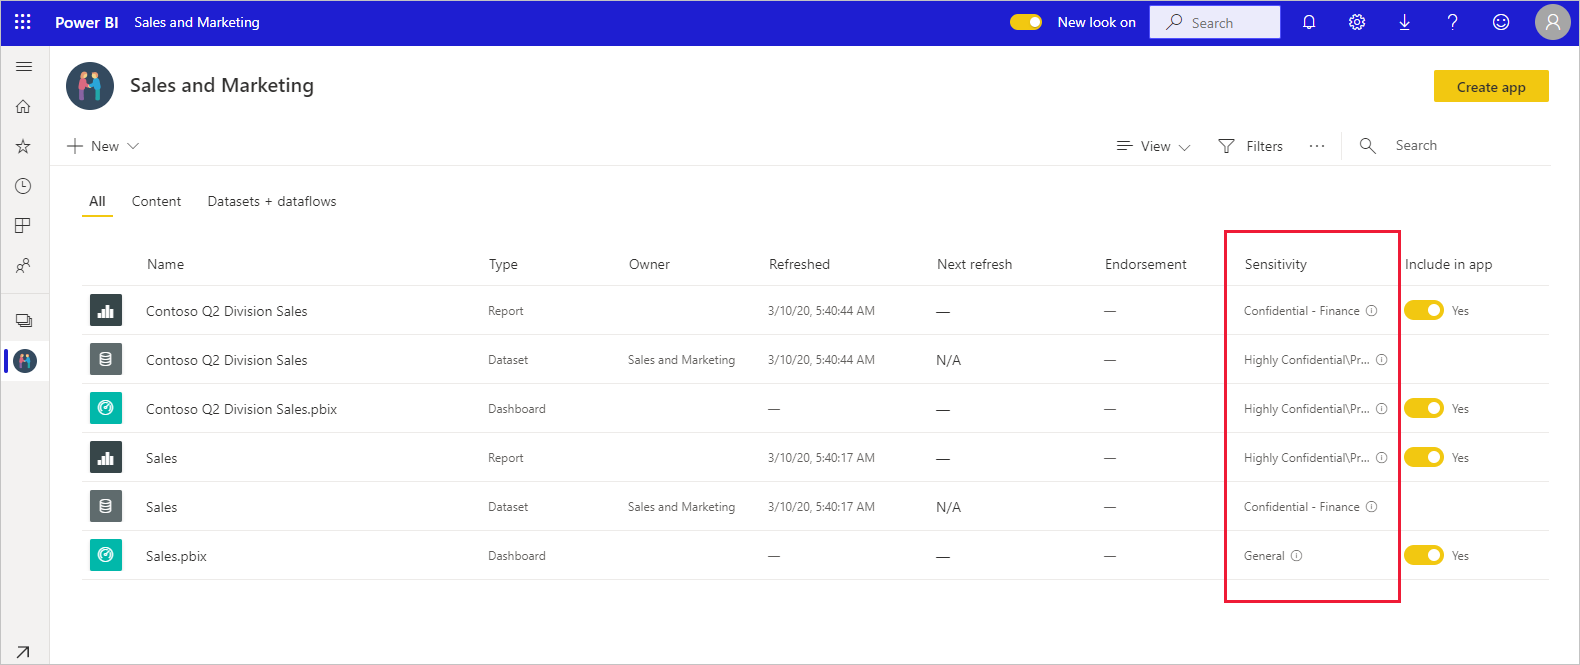 Power BI Sales and Marketing New look on Search
Sales and Marketing Create app
New View Filters Search
All Content Datasets + dataflows
Name Type Owner Refreshed Next refresh Endorsement Sensitivity Include in app
Contoso Q2 Division Sales Report 3/10/20, 5:40:44 AM — — Confidential - Finance Yes
Contoso Q2 Division Sales Dataset Sales and Marketing 3/10/20, 5:40:44 AM N/A — Highly Confidential\Pr...
Contoso Q2 Division Sales.pbix Dashboard — — — Highly Confidential\Pr... Yes
Sales Report 3/10/20, 5:40:17 AM — — Highly Confidential\Pr... Yes
Sales Dataset Sales and Marketing 3/10/20, 5:40:17 AM N/A — Confidential - Finance
Sales.pbix Dashboard — — — General Yes